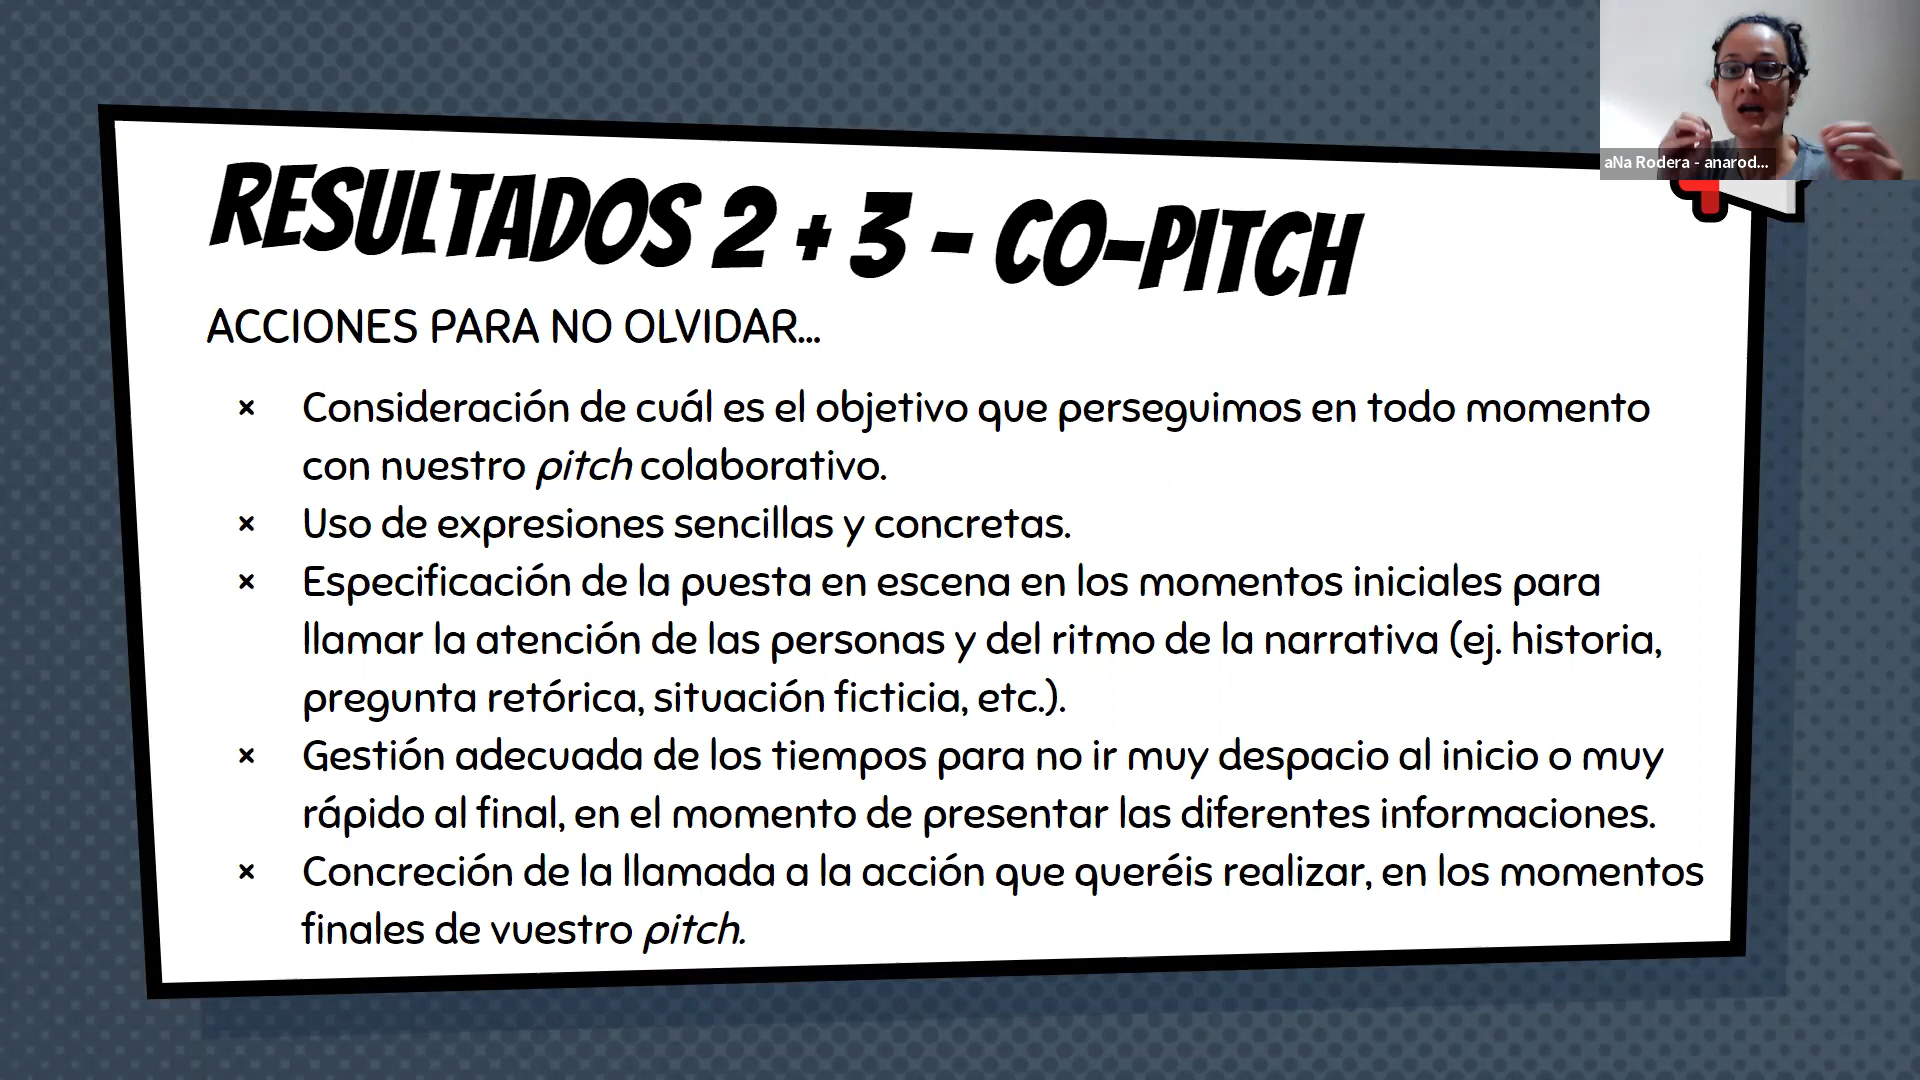 aNa Rodera - anarod...
RESULTADOS 2 + 3 - CO-PITCH
ACCIONES PARA NO OLVIDAR...
× Consideración de cuál es el objetivo que perseguimos en todo momento
con nuestro pitch colaborativo.
× Uso de expresiones sencillas y concretas.
× Especificación de la puesta en escena en los momentos iniciales para
llamar la atención de las personas y del ritmo de la narrativa (ej. historia,
pregunta retórica, situación ficticia, etc.).
× Gestión adecuada de los tiempos para no ir muy despacio al inicio o muy
rápido al final, en el momento de presentar las diferentes informaciones.
× Concreción de la llamada a la acción que queréis realizar, en los momentos
finales de vuestro pitch.